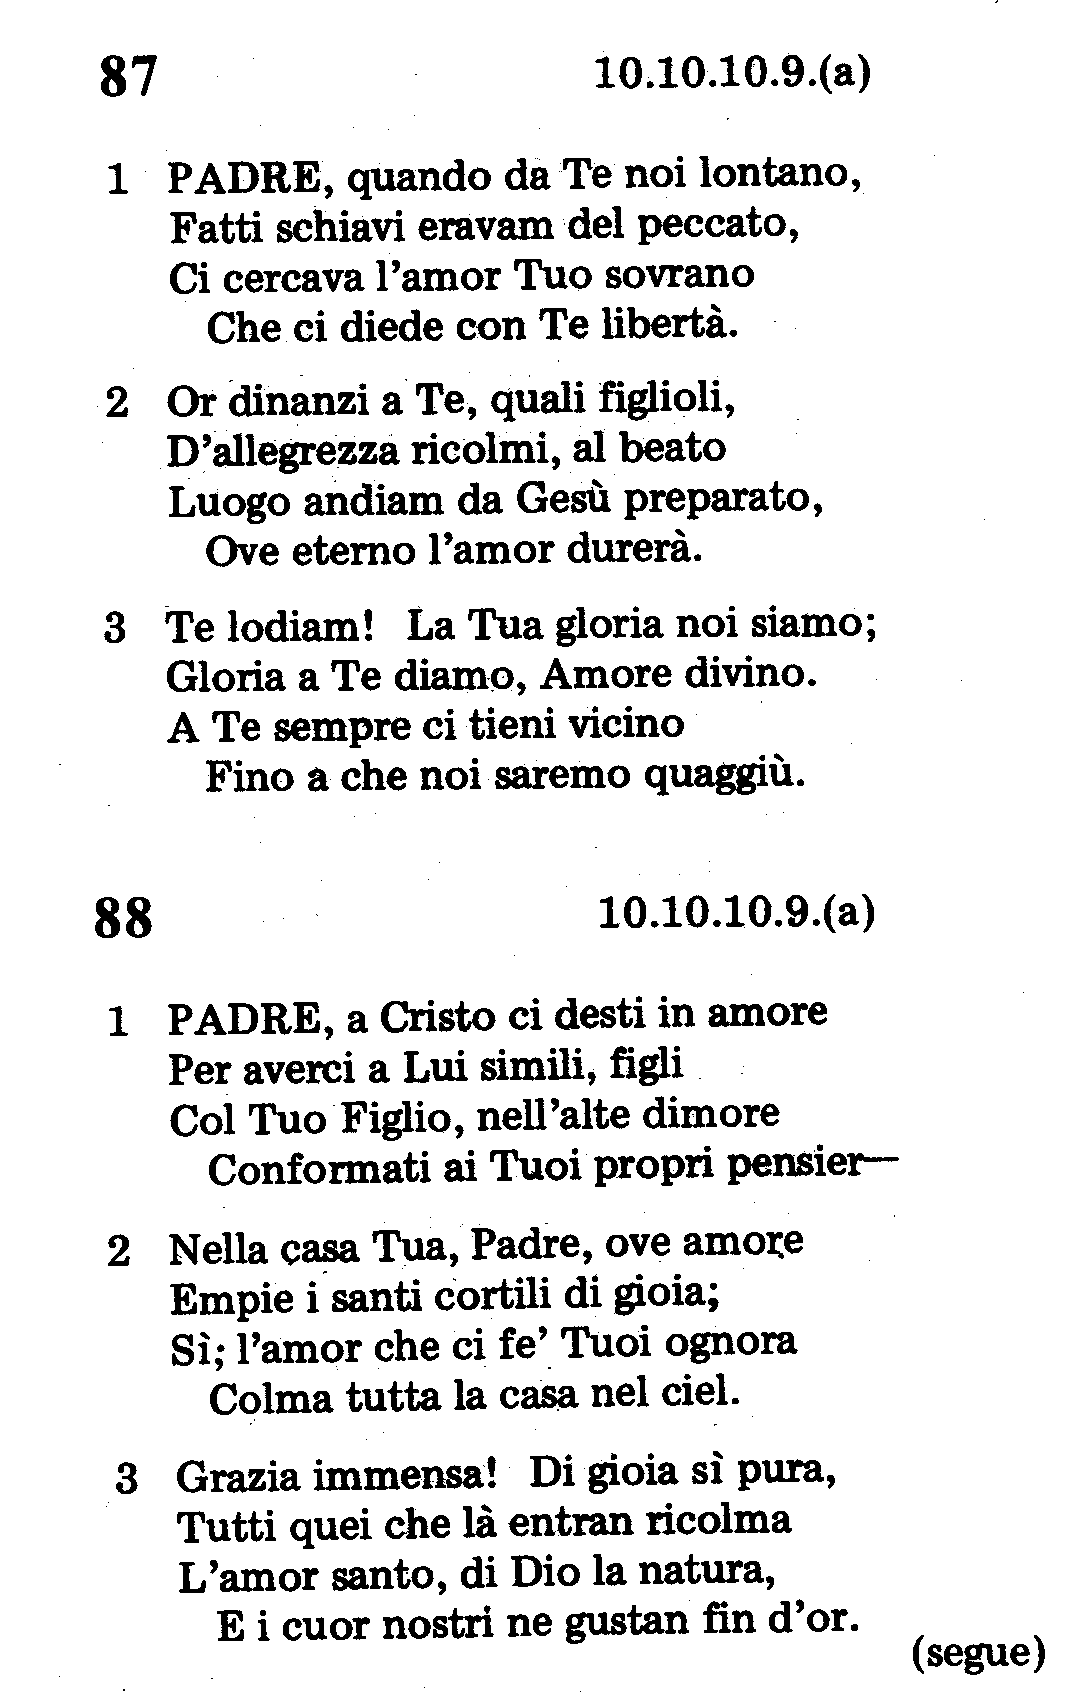 87 10.10.10.9.(a)
1 PADRE, quando da Te noi lontano,
Fatti schiavi eravam del peccato,
Ci cercava l'amor Tuo sovrano
Che ci diede con Te libertà.
2 Or dinanzi a Te, quali figlioli,
D'allegrezza ricolmi, al beato
Luogo andiam da Gesù preparato,
Ove eterno l'amor durerà.
3 Te lodiam! La Tua gloria noi siamo;
Gloria a Te diamo, Amore divino.
A Te sempre ci tieni vicino
Fino a che noi saremo quaggiù.
88 10.10.10.9.(a)
1 PADRE, a Cristo ci desti in amore
Per averci a Lui simili, figli
Col Tuo Figlio, nell'alte dimore
Conformati ai Tuoi propri pensier—
2 Nella casa Tua, Padre, ove amore
Empie i santi cortili di gioia;
Sì; l'amor che ci fe' Tuoi ognora
Colma tutta la casa nel ciel.
3 Grazia immensa! Di gioia sì pura,
Tutti quei che là entran ricolma
L'amor santo, di Dio la natura,
E i cuor nostri ne gustan fin d'or.
(segue)